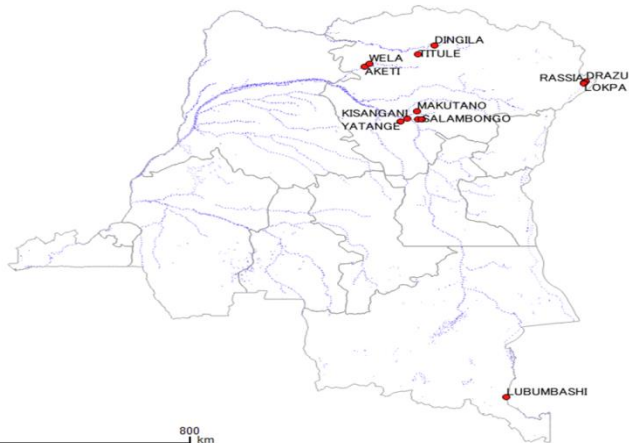 DINGILA
TITULE
WELA
AKETI
RASSIA DRAZU
LOKPA
MAKUTANO
KISANGANI
SALAMBONGO
YATANGE
LUBUMBASHI
800
km